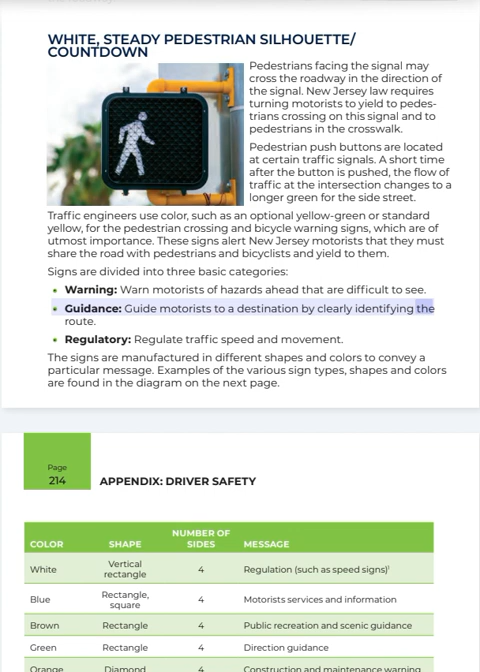 WHITE, STEADY PEDESTRIAN SILHOUETTE/
COUNTDOWN
Pedestrians facing the signal may
cross the roadway in the direction of
the signal. New Jersey law requires
turning motorists to yield to pedes-
trians crossing on this signal and to
pedestrians in the crosswalk.
Pedestrian push buttons are located
at certain traffic signals. A short time
after the button is pushed, the flow of
traffic at the intersection changes to a
longer green for the side street.
Traffic engineers use color, such as an optional yellow-green or standard
yellow, for the pedestrian crossing and bicycle warning signs, which are of
utmost importance. These signs alert New Jersey motorists that they must
share the road with pedestrians and bicyclists and yield to them.
Signs are divided into three basic categories:
• Warning: Warn motorists of hazards ahead that are difficult to see.
• Guidance: Guide motorists to a destination by clearly identifying the
route.
• Regulatory: Regulate traffic speed and movement.
The signs are manufactured in different shapes and colors to convey a
particular message. Examples of the various sign types, shapes and colors
are found in the diagram on the next page.
Page
214 APPENDIX: DRIVER SAFETY
COLOR SHAPE NUMBER OF SIDES MESSAGE
White Vertical rectangle 4 Regulation (such as speed signs)¹
Blue Rectangle, square 4 Motorists services and information
Brown Rectangle 4 Public recreation and scenic guidance
Green Rectangle 4 Direction guidance
Orange Diamond 4 Construction and maintenance warning